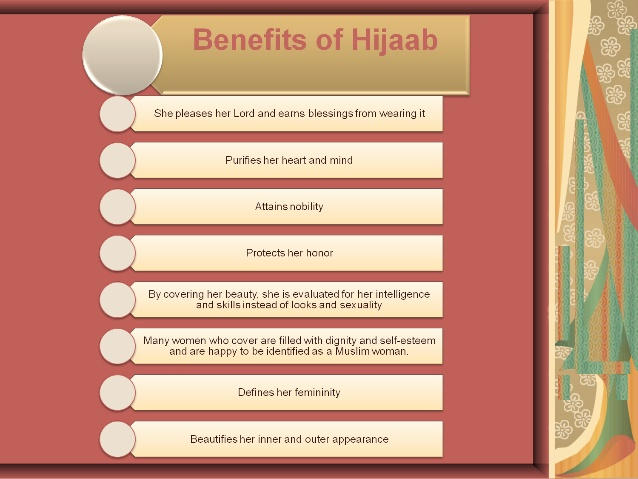 Benefits of Hijaab
She pleases her Lord and earns blessings from wearing it
Purifies her heart and mind
Attains nobility
Protects her honor
By covering her beauty, she is evaluated for her intelligence
and skills instead of looks and sexuality
Many women who cover are filled with dignity and self-esteem
and are happy to be identified as a Muslim woman.
Defines her femininity
Beautifies her inner and outer appearance